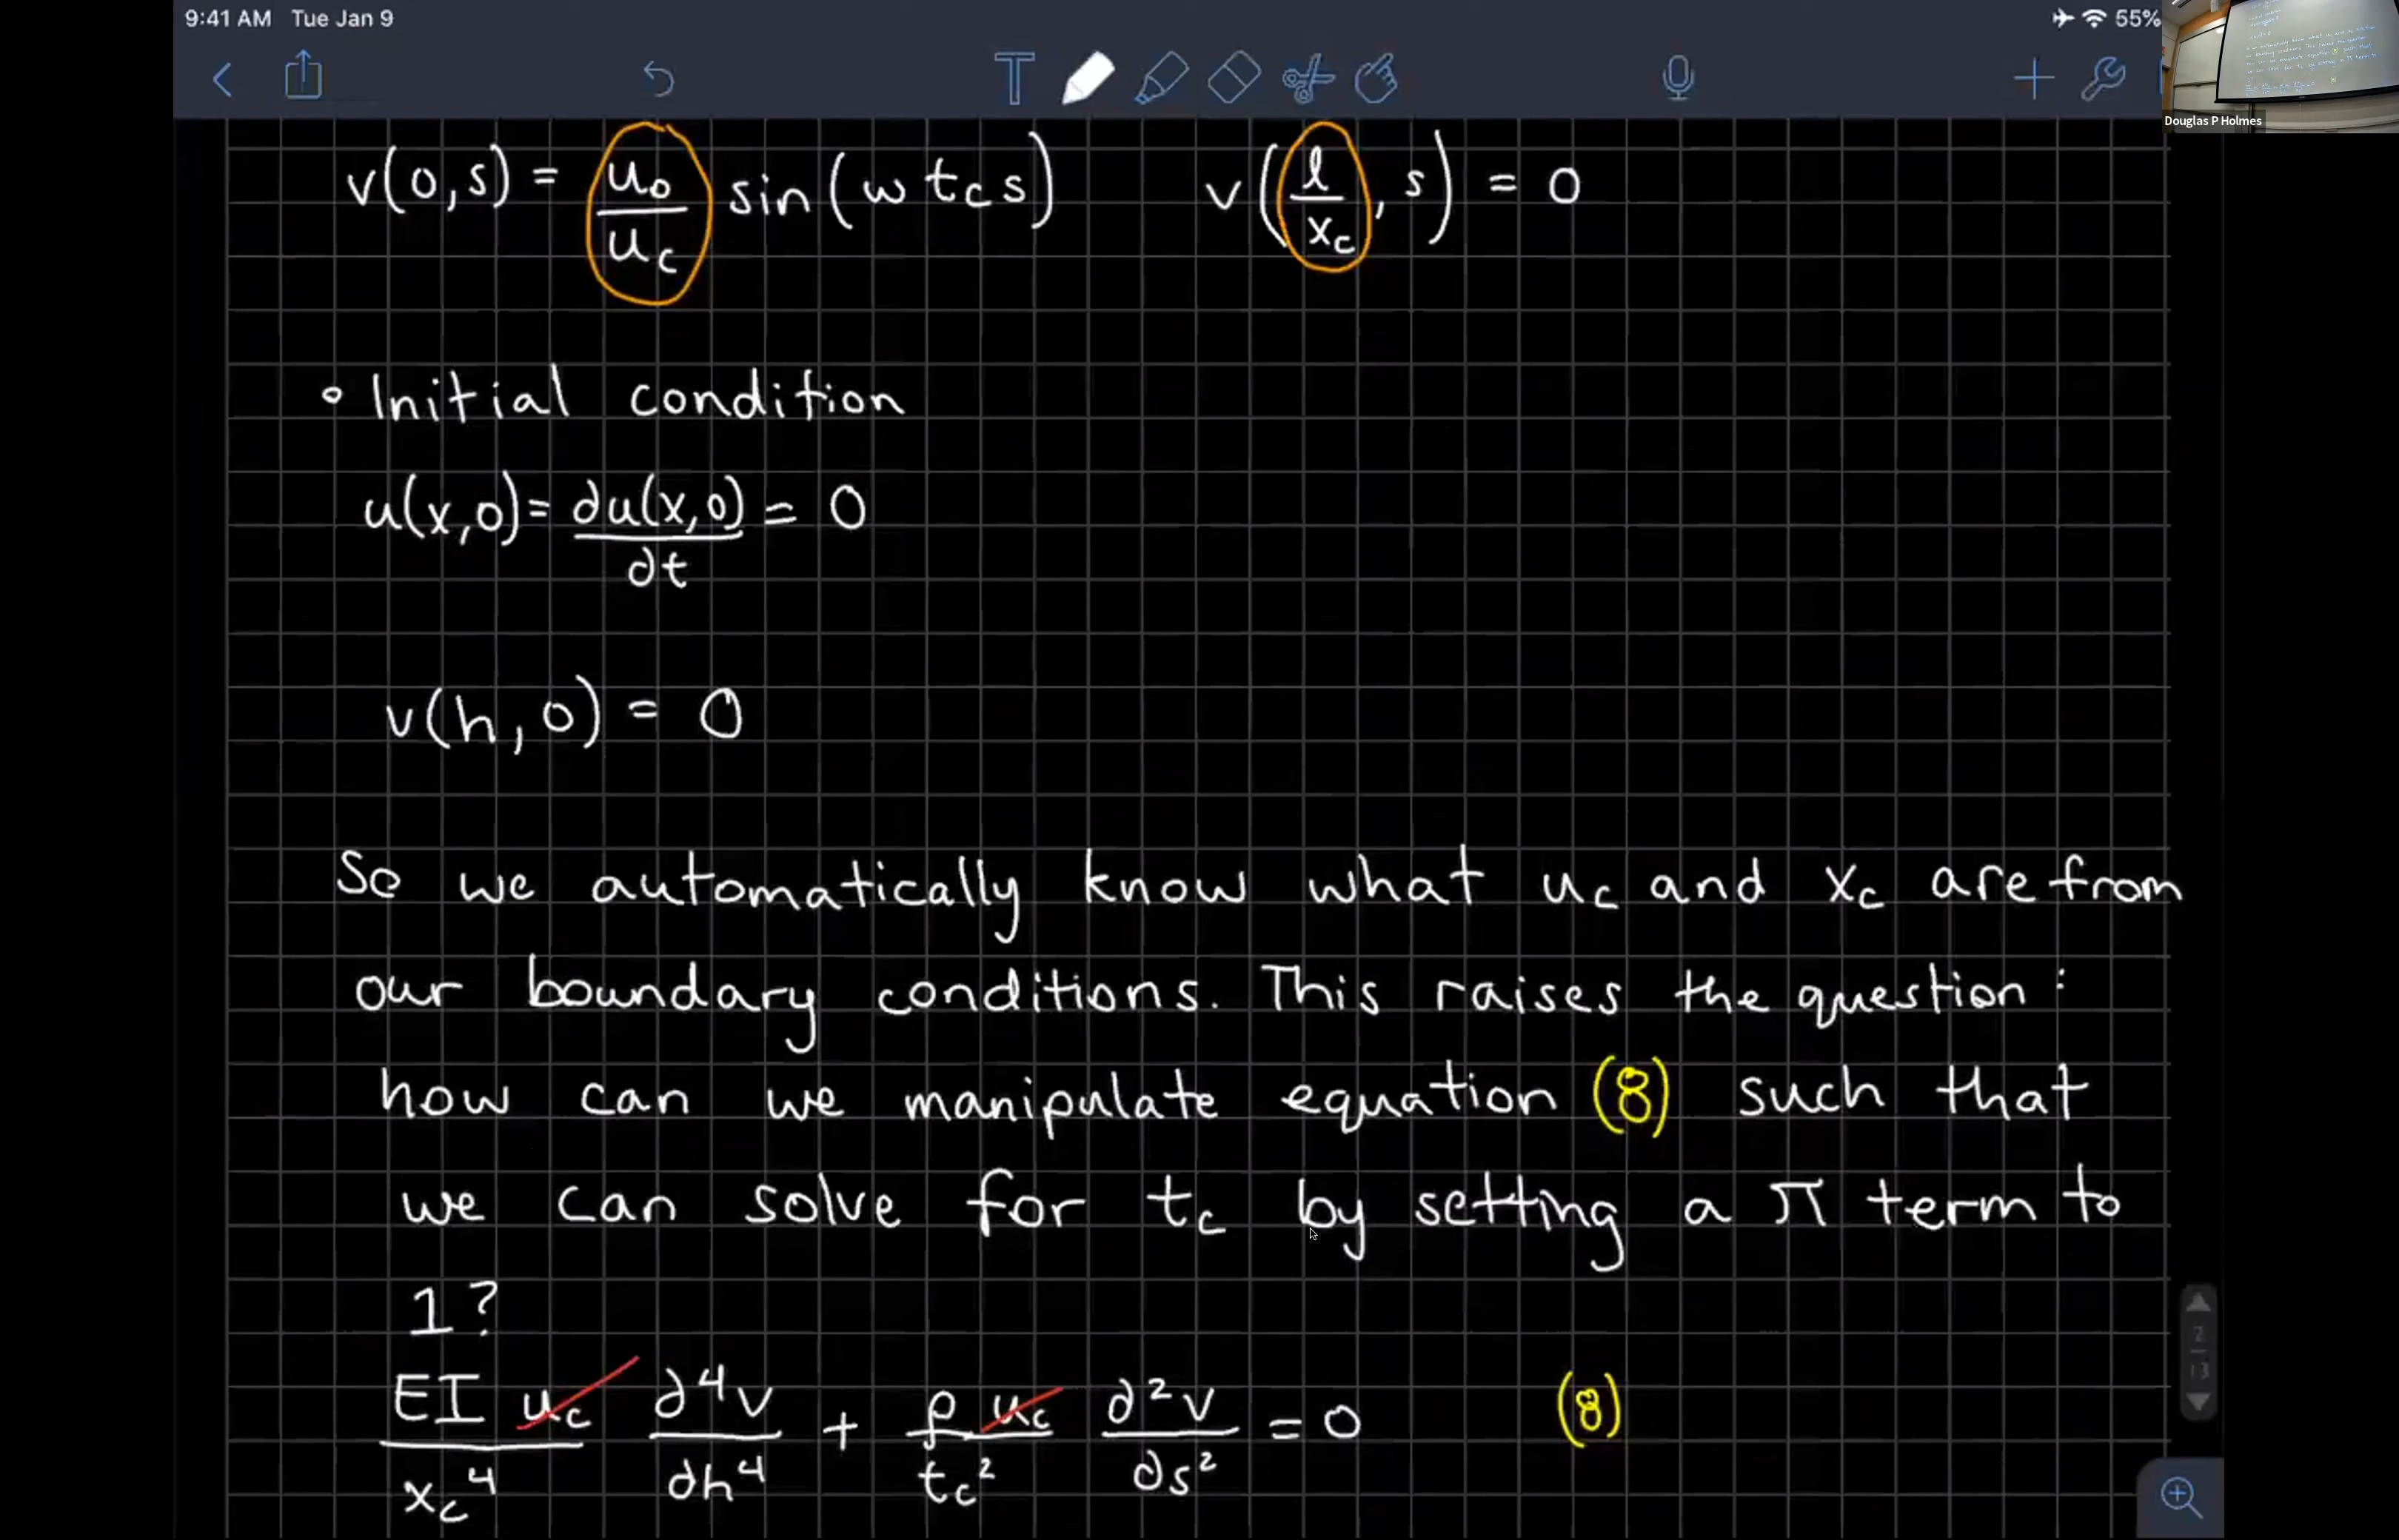 9:41 AM Tue Jan 9 55%
T
Douglas P Holmes
v(0,s) = u₀/u_c sin(ω t_c s) v(l/x_c, s) = 0
• Initial condition
u(x,0) = ∂u(x,0)/∂t = 0
v(h,0) = 0
So we automatically know what u_c and x_c are from
our boundary conditions. This raises the question:
how can we manipulate equation (8) such that
we can solve for t_c by setting a π term to
1?
EI u_c/x_c⁴ ∂⁴v/∂h⁴ + ρ u_c/t_c² ∂²v/∂s² = 0 (8)
2
13